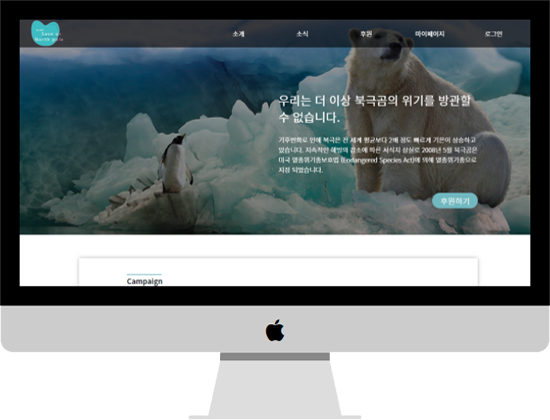 소개 소식 후원 마이페이지 로그인
우리는 더 이상 북극곰의 위기를 방관할
수 없습니다.
기후변화로 인해 북극은 전 세계 평균보다 2배 정도 빠르게 기온이 상승하고
있습니다. 지속적인 해빙의 감소에 따른 서식지 상실로 2008년 5월 북극곰은
미국 멸종위기종보호법 (Endangered Species Act)에 의해 멸종위기종으로
지정 되었습니다.
후원하기
Campaign